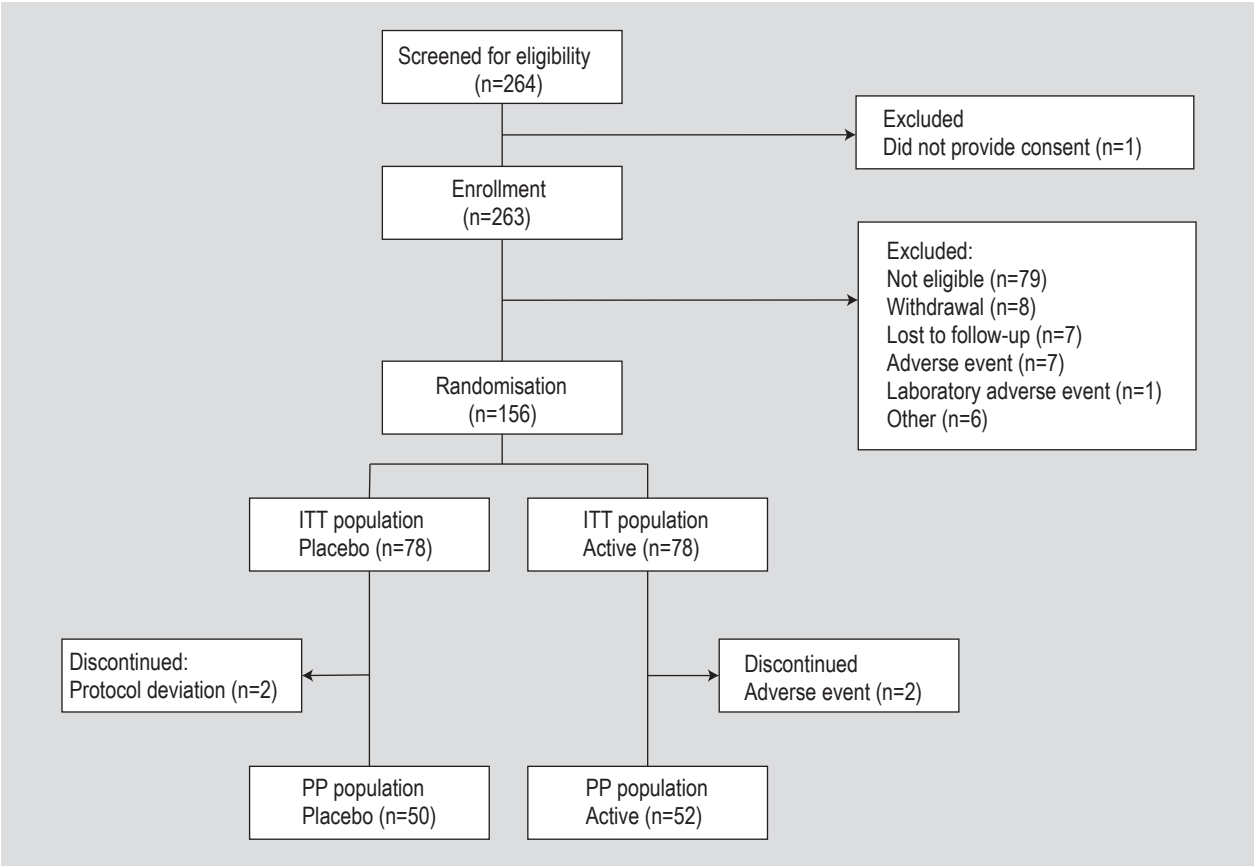 Screened for eligibility
(n=264)
Excluded
Did not provide consent (n=1)
Enrollment
(n=263)
Excluded:
Not eligible (n=79)
Withdrawal (n=8)
Lost to follow-up (n=7)
Adverse event (n=7)
Laboratory adverse event (n=1)
Other (n=6)
Randomisation
(n=156)
ITT population
Placebo (n=78)
ITT population
Active (n=78)
Discontinued:
Protocol deviation (n=2)
Discontinued
Adverse event (n=2)
PP population
Placebo (n=50)
PP population
Active (n=52)